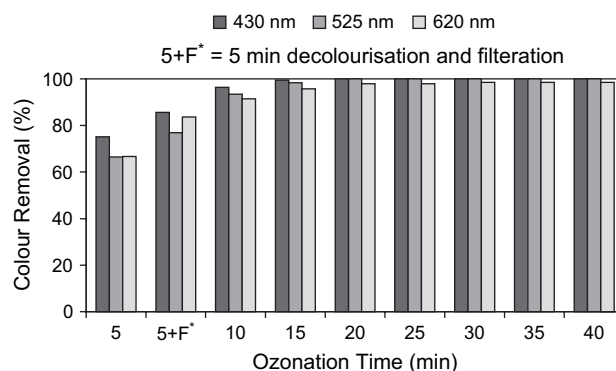 430 nm 525 nm 620 nm
5+F* = 5 min decolourisation and filteration
100
80
60
40
20
0
Colour Removal (%)
5 5+F* 10 15 20 25 30 35 40
Ozonation Time (min)